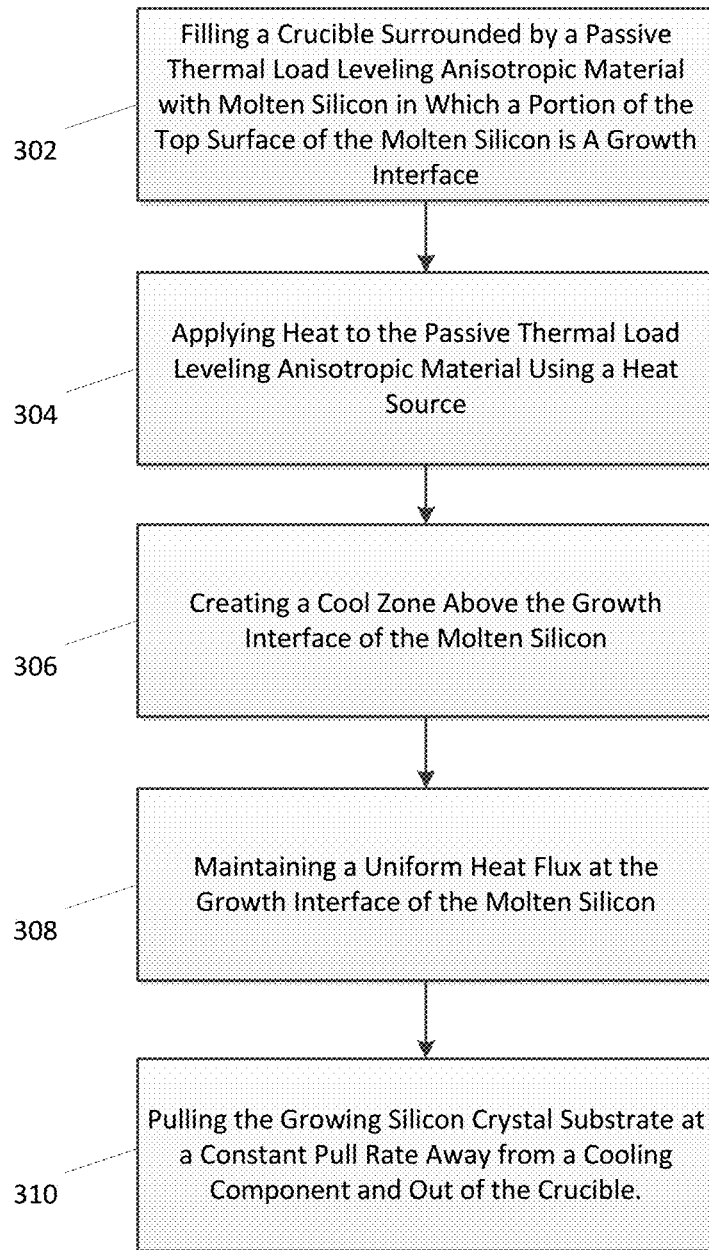 Filling a Crucible Surrounded by a Passive
Thermal Load Leveling Anisotropic Material
with Molten Silicon in Which a Portion of the
Top Surface of the Molten Silicon is A Growth
Interface
302
Applying Heat to the Passive Thermal Load
Leveling Anisotropic Material Using a Heat
Source
304
Creating a Cool Zone Above the Growth
Interface of the Molten Silicon
306
Maintaining a Uniform Heat Flux at the
Growth Interface of the Molten Silicon
308
Pulling the Growing Silicon Crystal Substrate at
a Constant Pull Rate Away from a Cooling
Component and Out of the Crucible.
310